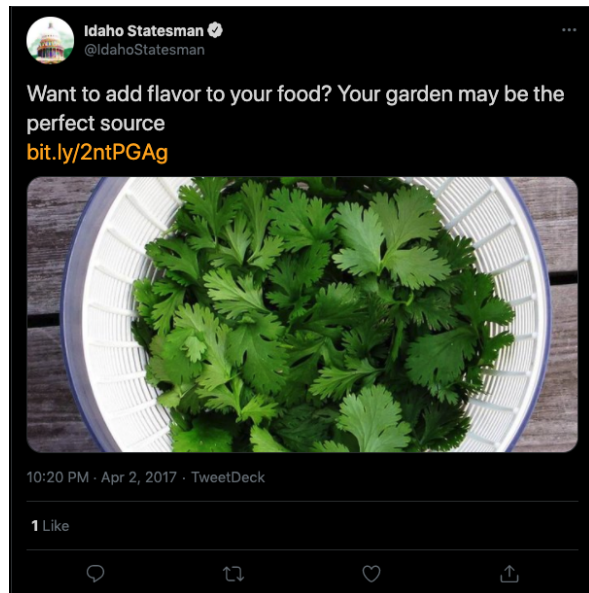 Idaho Statesman
@IdahoStatesman
Want to add flavor to your food? Your garden may be the
perfect source
bit.ly/2ntPGAg
10:20 PM · Apr 2, 2017 · TweetDeck
1 Like